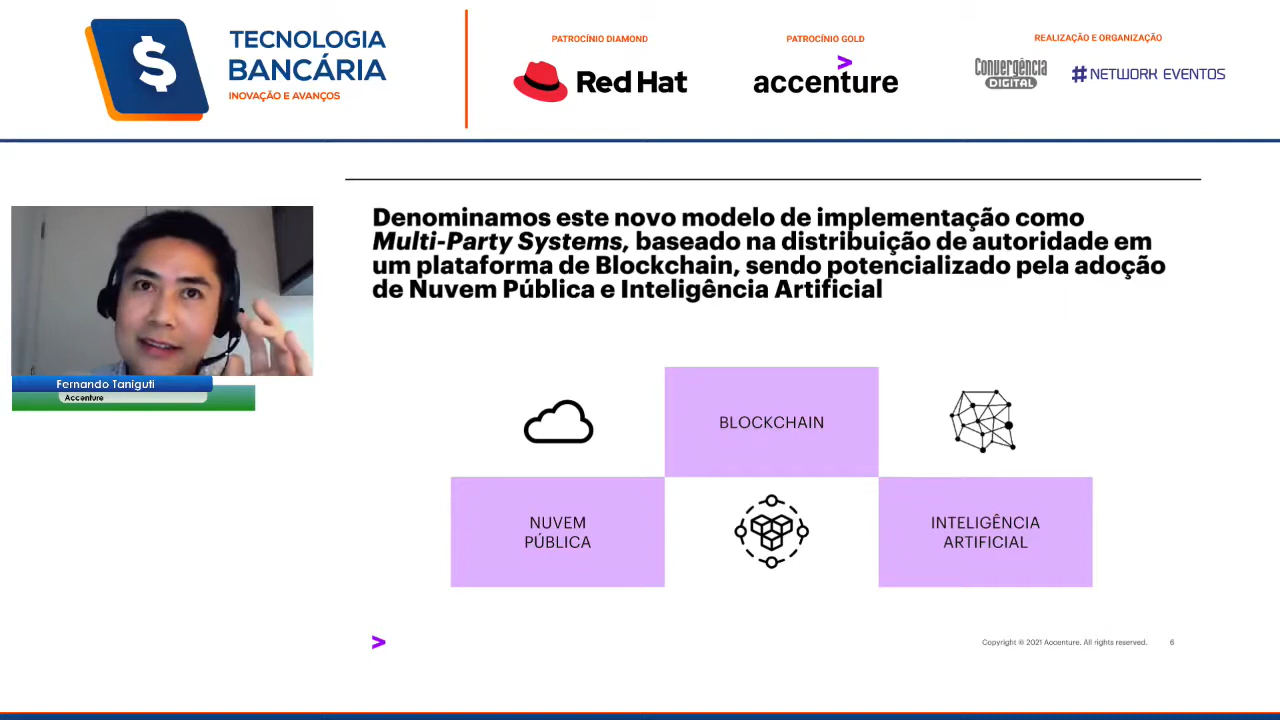 TECNOLOGIA
BANCÁRIA
INOVAÇÃO E AVANÇOS
PATROCÍNIO DIAMOND
Red Hat
PATROCÍNIO GOLD
accenture
REALIZAÇÃO E ORGANIZAÇÃO
Convergência
DIGITAL
#NETWORK EVENTOS
Denominamos este novo modelo de implementação como
Multi-Party Systems, baseado na distribuição de autoridade em
um plataforma de Blockchain, sendo potencializado pela adoção
de Nuvem Pública e Inteligência Artificial
Fernando Taniguti
Accenture
BLOCKCHAIN
NUVEM
PÚBLICA
INTELIGÊNCIA
ARTIFICIAL
Copyright © 2021 Accenture. All rights reserved. 6